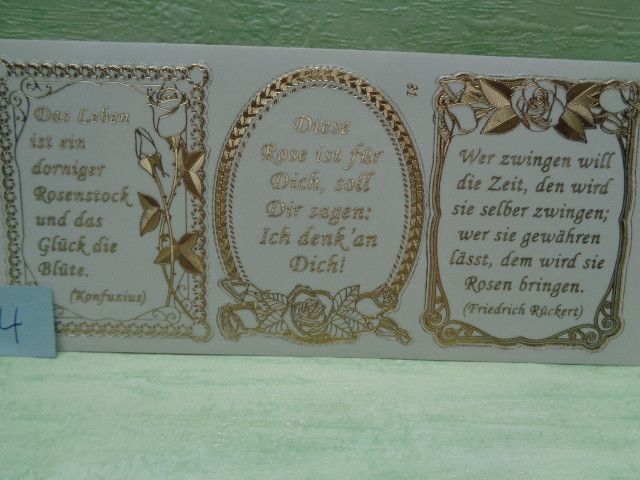 Das Leben
ist ein
dorniger
Rosenstock
und das
Glück die
Blüte.
(Konfuzius)
Diese
Rose ist für
Dich, soll
Dir sagen:
Ich denk'an
Dich!
Wer zwingen will
die Zeit, den wird
sie selber zwingen;
wer sie gewähren
lässt, dem wird sie
Rosen bringen.
(Friedrich Rückert)
4